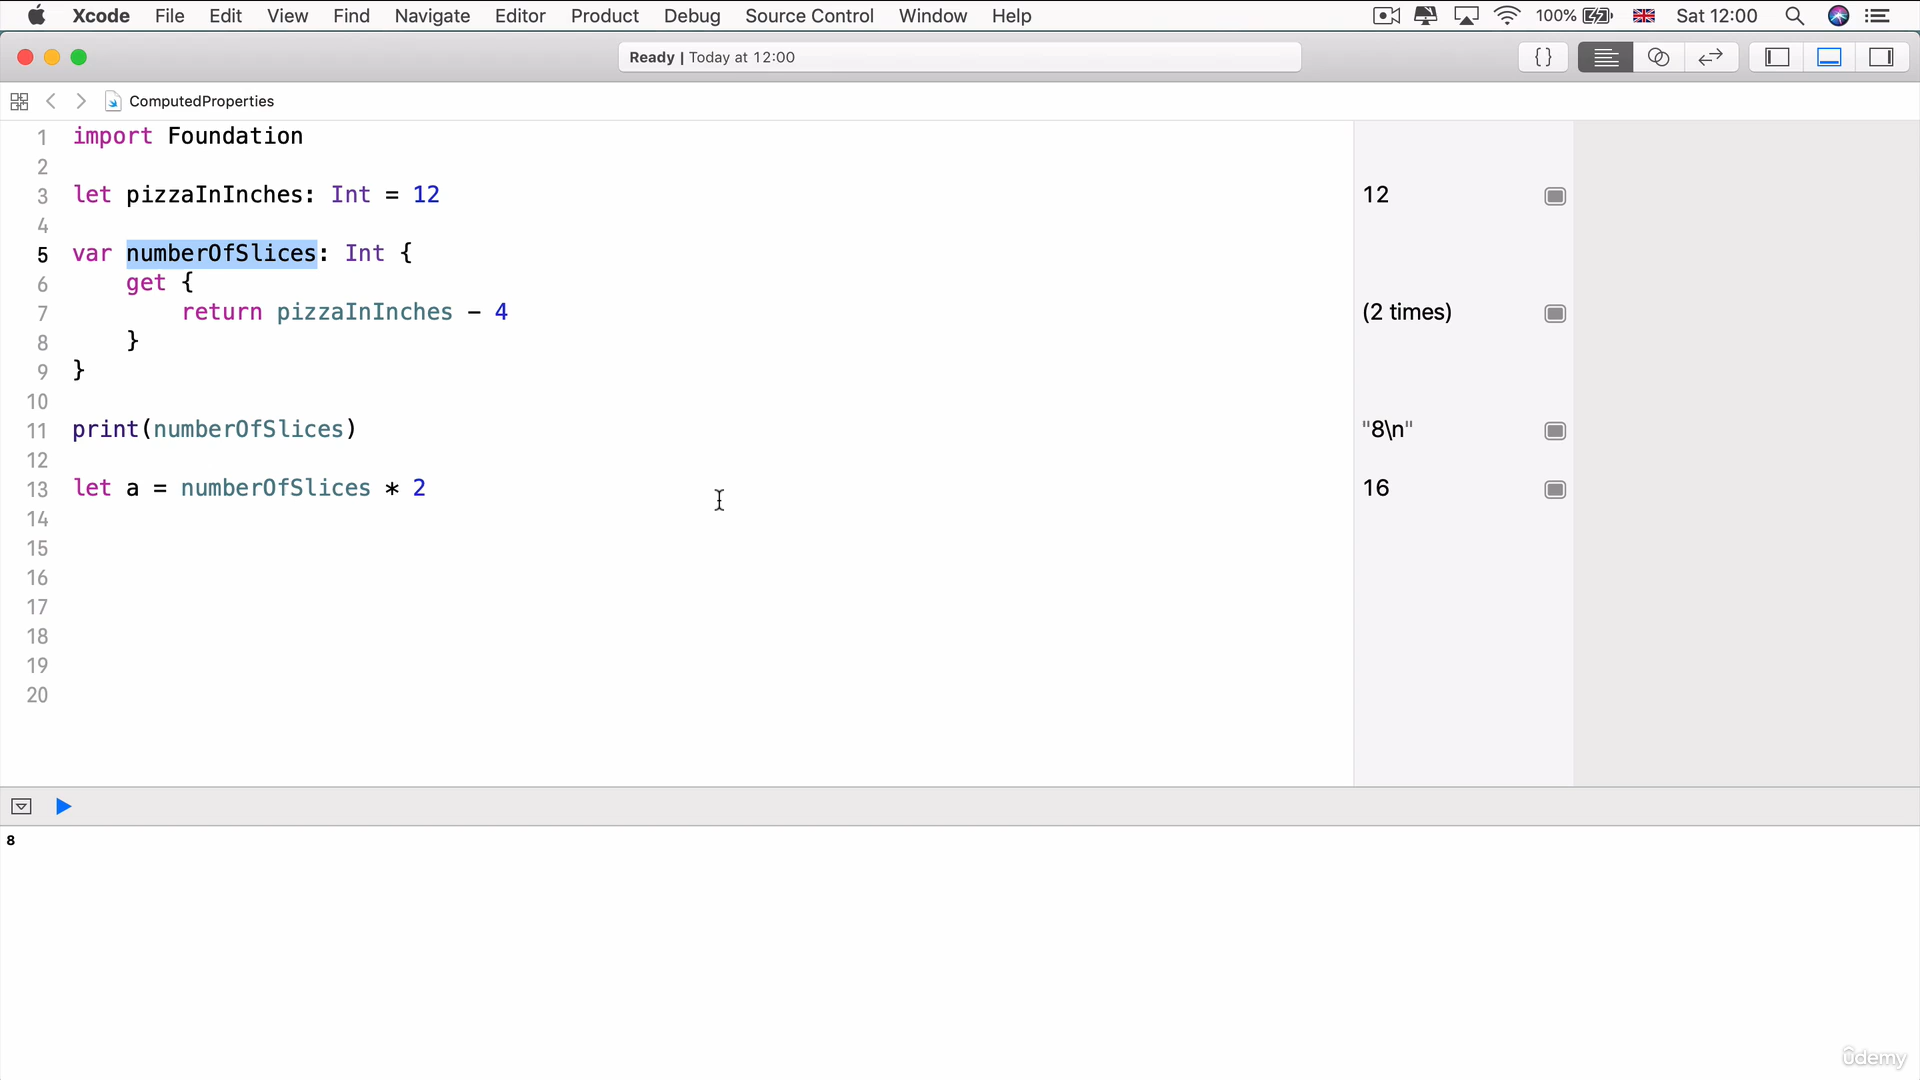 Xcode File Edit View Find Navigate Editor Product Debug Source Control Window Help 100% Sat 12:00
Ready | Today at 12:00
ComputedProperties
1 import Foundation
2
3 let pizzaInInches: Int = 12 12
4
5 var numberOfSlices: Int {
6 get {
7 return pizzaInInches - 4 (2 times)
8 }
9 }
10
11 print(numberOfSlices) "8\n"
12
13 let a = numberOfSlices * 2 16
14
15
16
17
18
19
20
8
ûdemy